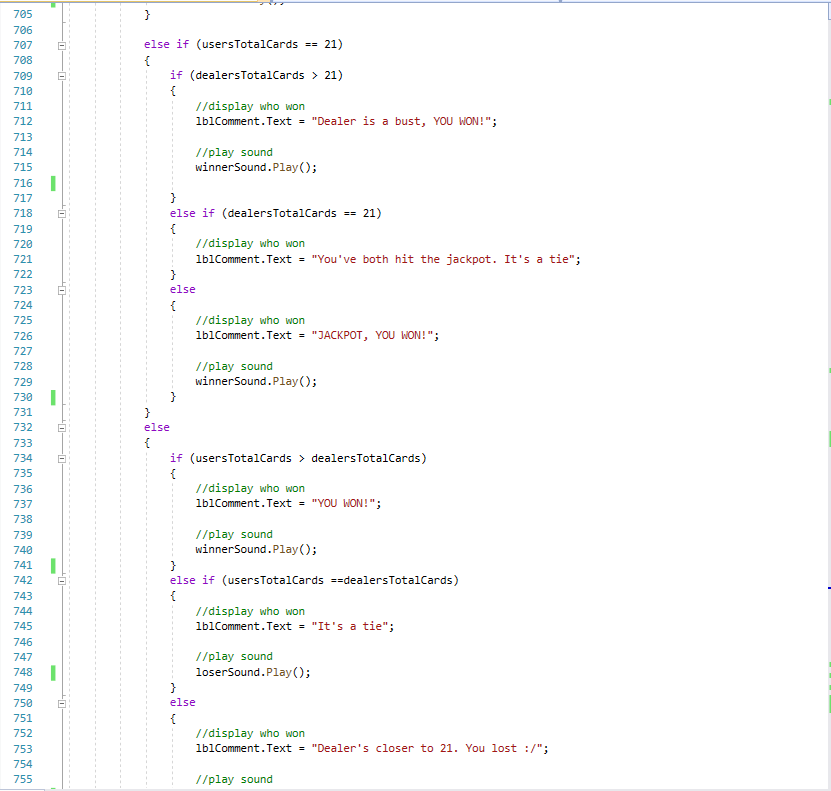 705 }
706
707 else if (usersTotalCards == 21)
708 {
709 if (dealersTotalCards > 21)
710 {
711 //display who won
712 lblComment.Text = "Dealer is a bust, YOU WON!";
713
714 //play sound
715 winnerSound.Play();
716
717 }
718 else if (dealersTotalCards == 21)
719 {
720 //display who won
721 lblComment.Text = "You've both hit the jackpot. It's a tie";
722 }
723 else
724 {
725 //display who won
726 lblComment.Text = "JACKPOT, YOU WON!";
727
728 //play sound
729 winnerSound.Play();
730 }
731 }
732 else
733 {
734 if (usersTotalCards > dealersTotalCards)
735 {
736 //display who won
737 lblComment.Text = "YOU WON!";
738
739 //play sound
740 winnerSound.Play();
741 }
742 else if (usersTotalCards ==dealersTotalCards)
743 {
744 //display who won
745 lblComment.Text = "It's a tie";
746
747 //play sound
748 loserSound.Play();
749 }
750 else
751 {
752 //display who won
753 lblComment.Text = "Dealer's closer to 21. You lost :/";
754
755 //play sound